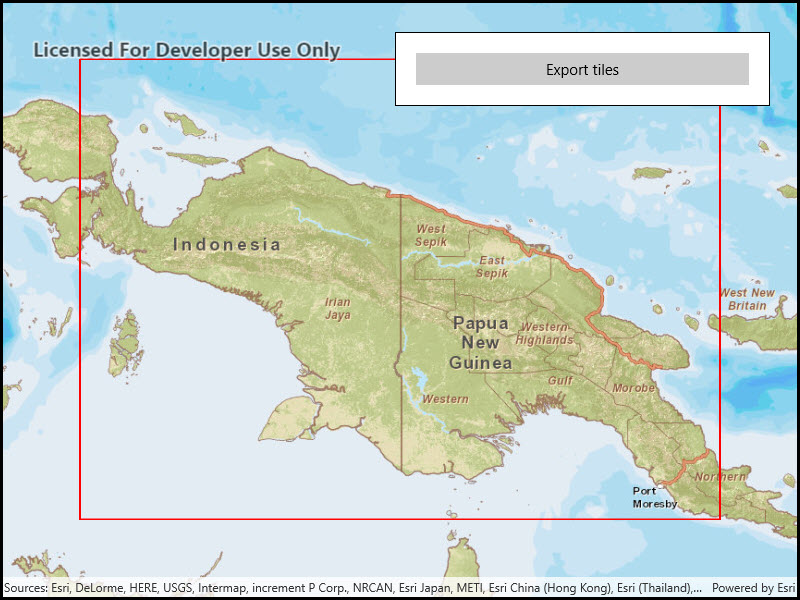 Licensed For Developer Use Only
Export tiles
West
Sepik
Indonesia
East
Sepik
West New
Britain
Irian
Jaya
Papua
New
Guinea
Western
Highlands
Gulf
Morobe
Western
Northern
Port
Moresby
Sources: Esri, DeLorme, HERE, USGS, Intermap, increment P Corp., NRCAN, Esri Japan, METI, Esri China (Hong Kong), Esri (Thailand),... Powered by Esri